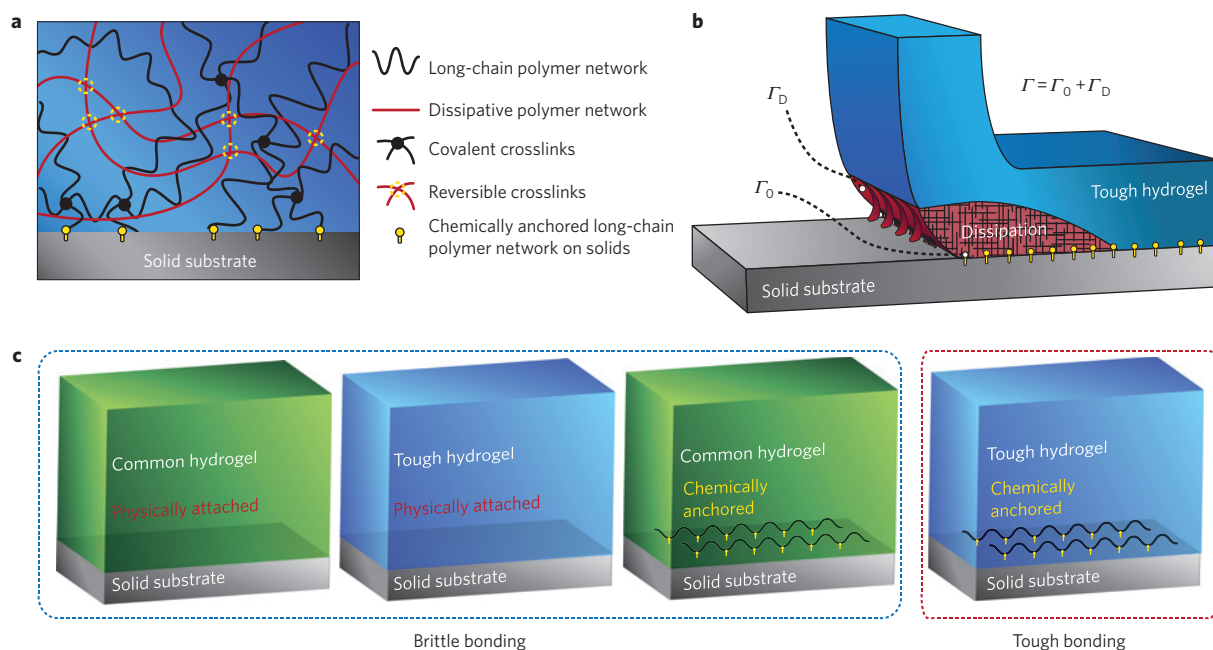 a
Long-chain polymer network
Dissipative polymer network
Covalent crosslinks
Reversible crosslinks
Chemically anchored long-chain
polymer network on solids
Solid substrate
b
Γ = Γ0 + ΓD
ΓD
Γ0
Tough hydrogel
Dissipation
Solid substrate
c
Common hydrogel
Physically attached
Solid substrate
Tough hydrogel
Physically attached
Solid substrate
Common hydrogel
Chemically
anchored
Solid substrate
Tough hydrogel
Chemically
anchored
Solid substrate
Brittle bonding
Tough bonding